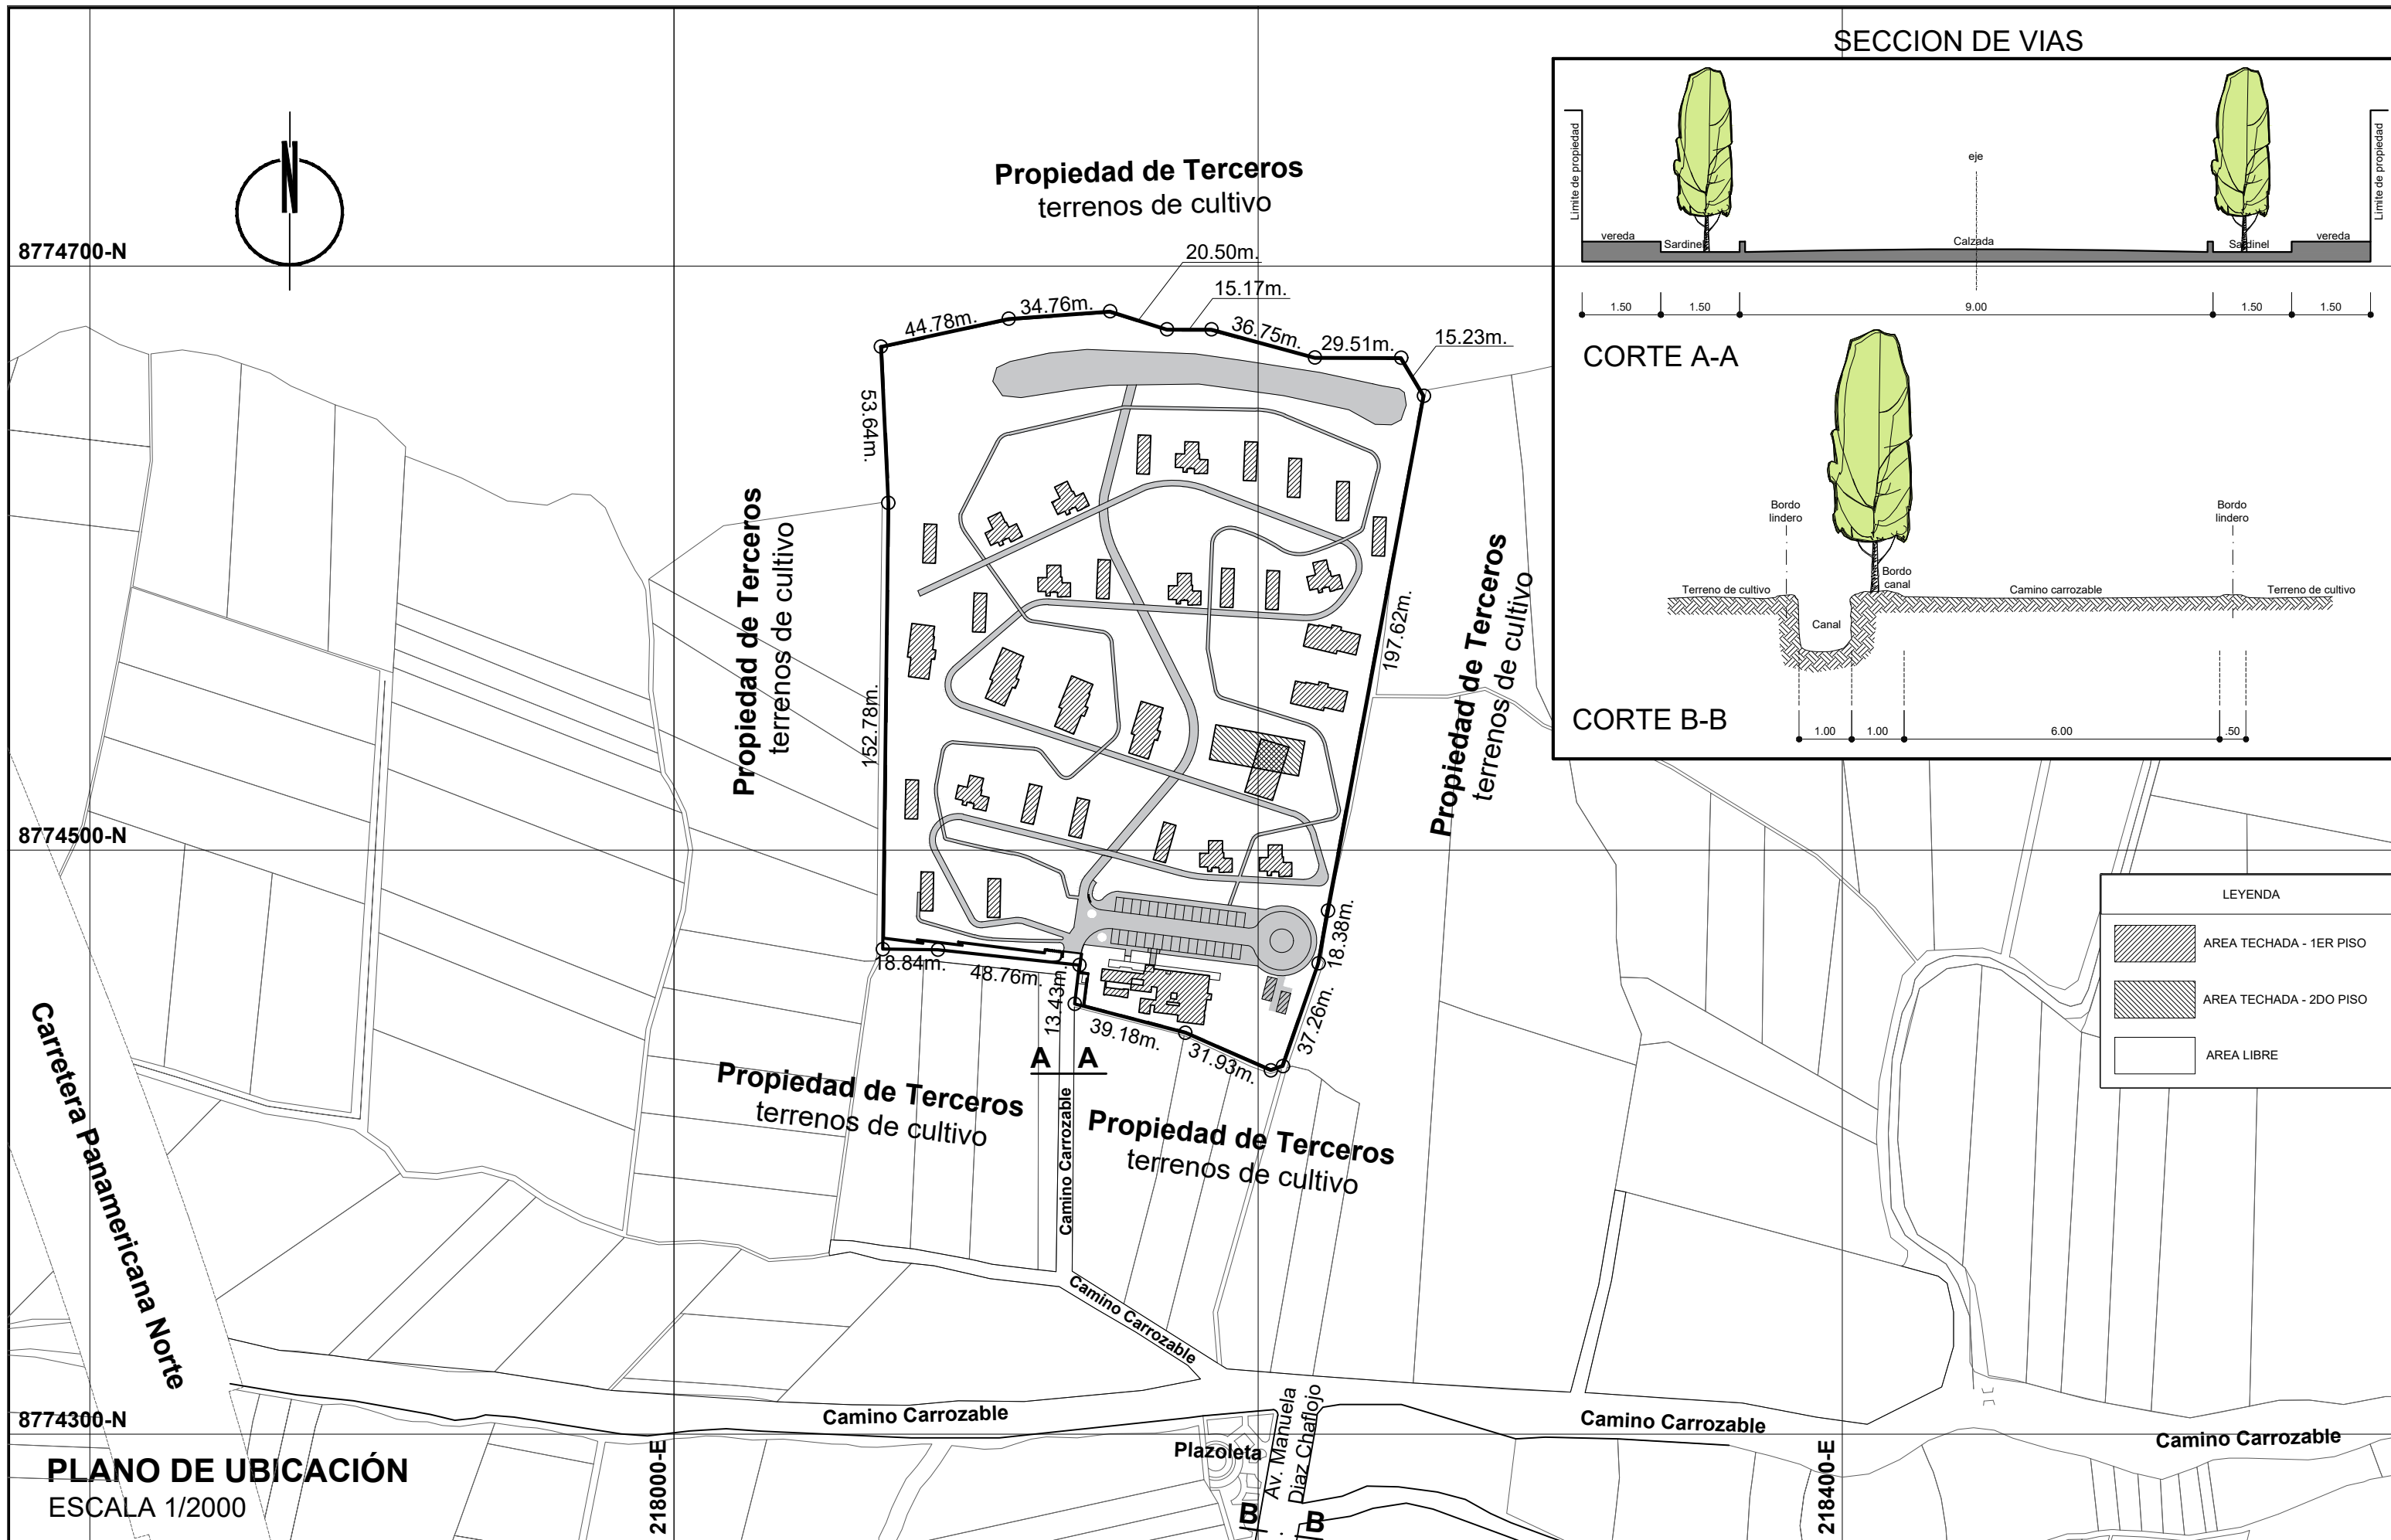 SECCION DE VIAS
Limite de propiedad
eje
Limite de propiedad
vereda
Sardinel
Calzada
Sardinel
vereda
1.50
1.50
9.00
1.50
1.50
CORTE A-A
Bordo
lindero
Bordo
lindero
Terreno de cultivo
Bordo
canal
Camino carrozable
Terreno de cultivo
Canal
CORTE B-B
1.00
1.00
6.00
.50
N
8774700-N
8774500-N
8774300-N
Propiedad de Terceros
terrenos de cultivo
20.50m.
15.17m.
44.78m.
34.76m.
36.75m.
29.51m.
15.23m.
53.64m.
Propiedad de Terceros
terrenos de cultivo
152.78m.
197.62m.
Propiedad de Terceros
terrenos de cultivo
18.38m.
18.84m.
48.76m.
13.43m.
39.18m.
31.93m.
37.26m.
A A
Propiedad de Terceros
terrenos de cultivo
Propiedad de Terceros
terrenos de cultivo
Camino Carrozable
Camino Carrozable
Carretera Panamericana Norte
LEYENDA
AREA TECHADA - 1ER PISO
AREA TECHADA - 2DO PISO
AREA LIBRE
Camino Carrozable
Camino Carrozable
Camino Carrozable
Plazoleta
Av. Manuela
Diaz Chaflojo
B B
218000-E
218400-E
PLANO DE UBICACIÓN
ESCALA 1/2000